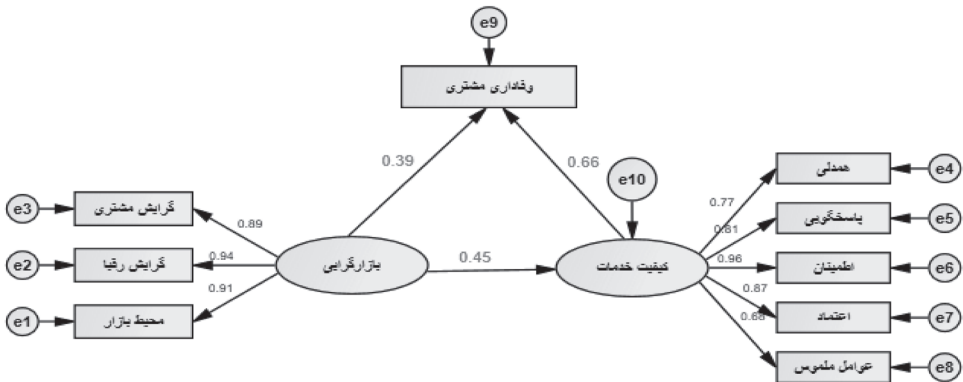 e9
وفاداری مشتری
0.39
0.66
e10
e3
گرایش مشتری
0.89
e2
گرایش رقبا
0.94
e1
محیط بازار
0.91
بازارگرایی
0.45
کیفیت خدمات
0.77
همدلی
e4
0.81
پاسخگویی
e5
0.96
اطمینان
e6
0.87
اعتماد
e7
0.68
عوامل ملموس
e8